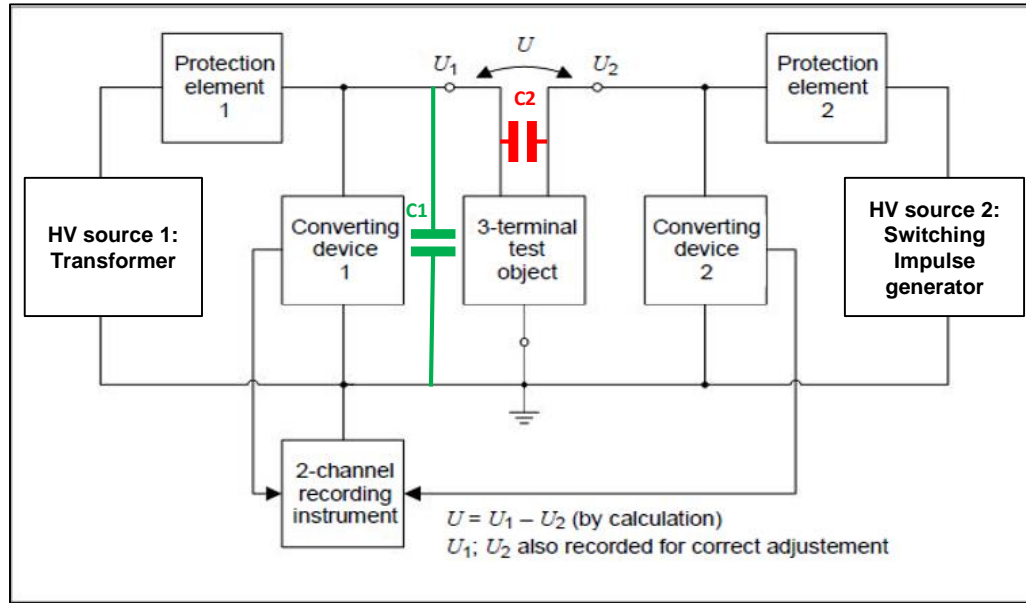 Protection
element
1
U1
U
U2
C2
Protection
element
2
HV source 1:
Transformer
C1
Converting
device
1
3-terminal
test
object
Converting
device
2
HV source 2:
Switching
Impulse
generator
2-channel
recording
instrument
U = U1 – U2 (by calculation)
U1; U2 also recorded for correct adjustement